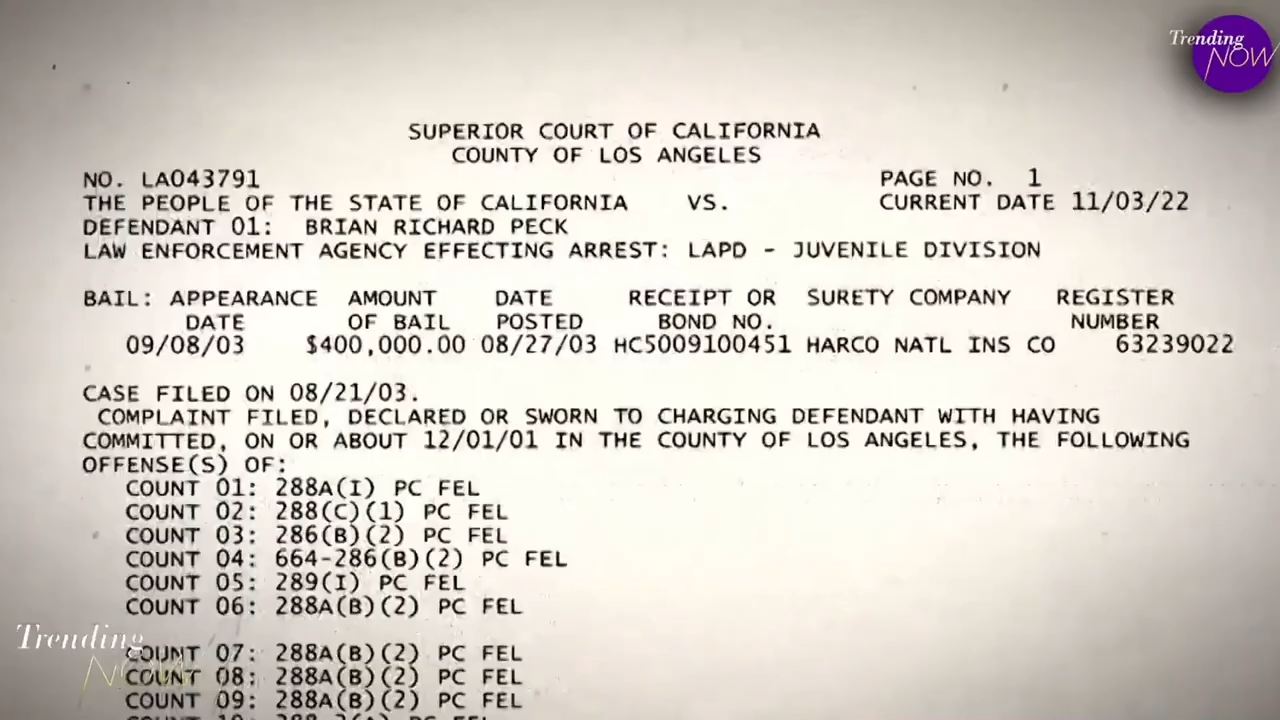 Trending
NOW
SUPERIOR COURT OF CALIFORNIA
COUNTY OF LOS ANGELES
NO. LA043791 PAGE NO. 1
THE PEOPLE OF THE STATE OF CALIFORNIA VS. CURRENT DATE 11/03/22
DEFENDANT 01: BRIAN RICHARD PECK
LAW ENFORCEMENT AGENCY EFFECTING ARREST: LAPD - JUVENILE DIVISION
BAIL: APPEARANCE AMOUNT DATE RECEIPT OR SURETY COMPANY REGISTER
DATE OF BAIL POSTED BOND NO. NUMBER
09/08/03 $400,000.00 08/27/03 HC5009100451 HARCO NATL INS CO 63239022
CASE FILED ON 08/21/03.
COMPLAINT FILED, DECLARED OR SWORN TO CHARGING DEFENDANT WITH HAVING
COMMITTED, ON OR ABOUT 12/01/01 IN THE COUNTY OF LOS ANGELES, THE FOLLOWING
OFFENSE(S) OF:
COUNT 01: 288A(I) PC FEL
COUNT 02: 288(C)(1) PC FEL
COUNT 03: 286(B)(2) PC FEL
COUNT 04: 664-286(B)(2) PC FEL
COUNT 05: 289(I) PC FEL
COUNT 06: 288A(B)(2) PC FEL
COUNT 07: 288A(B)(2) PC FEL
COUNT 08: 288A(B)(2) PC FEL
COUNT 09: 288A(B)(2) PC FEL
Trending
NOW